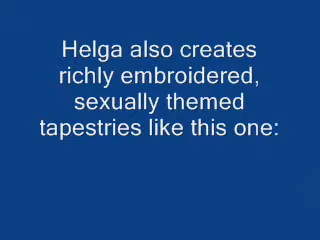 Helga also creates
richly embroidered,
sexually themed
tapestries like this one: